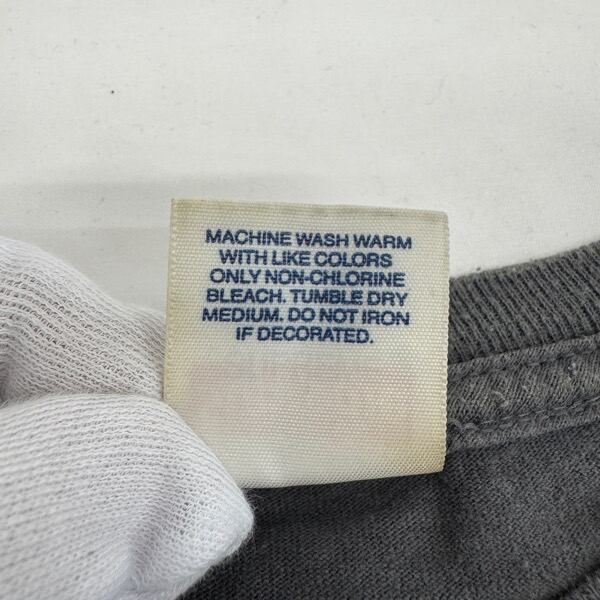 MACHINE WASH WARM
WITH LIKE COLORS
ONLY NON-CHLORINE
BLEACH. TUMBLE DRY
MEDIUM. DO NOT IRON
IF DECORATED.